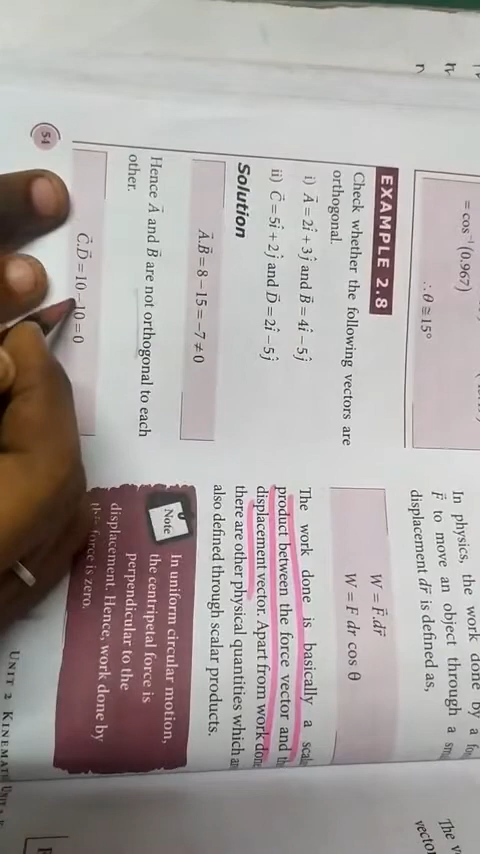 = cos⁻¹(0.967)
∴ θ ≅ 15°
EXAMPLE 2.8
Check whether the following vectors are
orthogonal.
i) A⃗ = 2î + 3ĵ and B⃗ = 4î − 5ĵ
ii) C⃗ = 5î + 2ĵ and D⃗ = 2î − 5ĵ
Solution
A⃗.B⃗ = 8 − 15 = −7 ≠ 0
Hence A⃗ and B⃗ are not orthogonal to each
other.
C⃗.D⃗ = 10 − 10 = 0
54
In physics, the work done by a
F⃗ to move an object through a
displacement dr⃗ is defined as,
W = F⃗.dr⃗
W = F dr cos θ
The work done is basically a
product between the force vector and
displacement vector. Apart from work done
there are other physical quantities which
also defined through scalar products.
Note
In uniform circular motion,
the centripetal force is
perpendicular to the
displacement. Hence, work done by
this force is zero.
UNIT 2
The